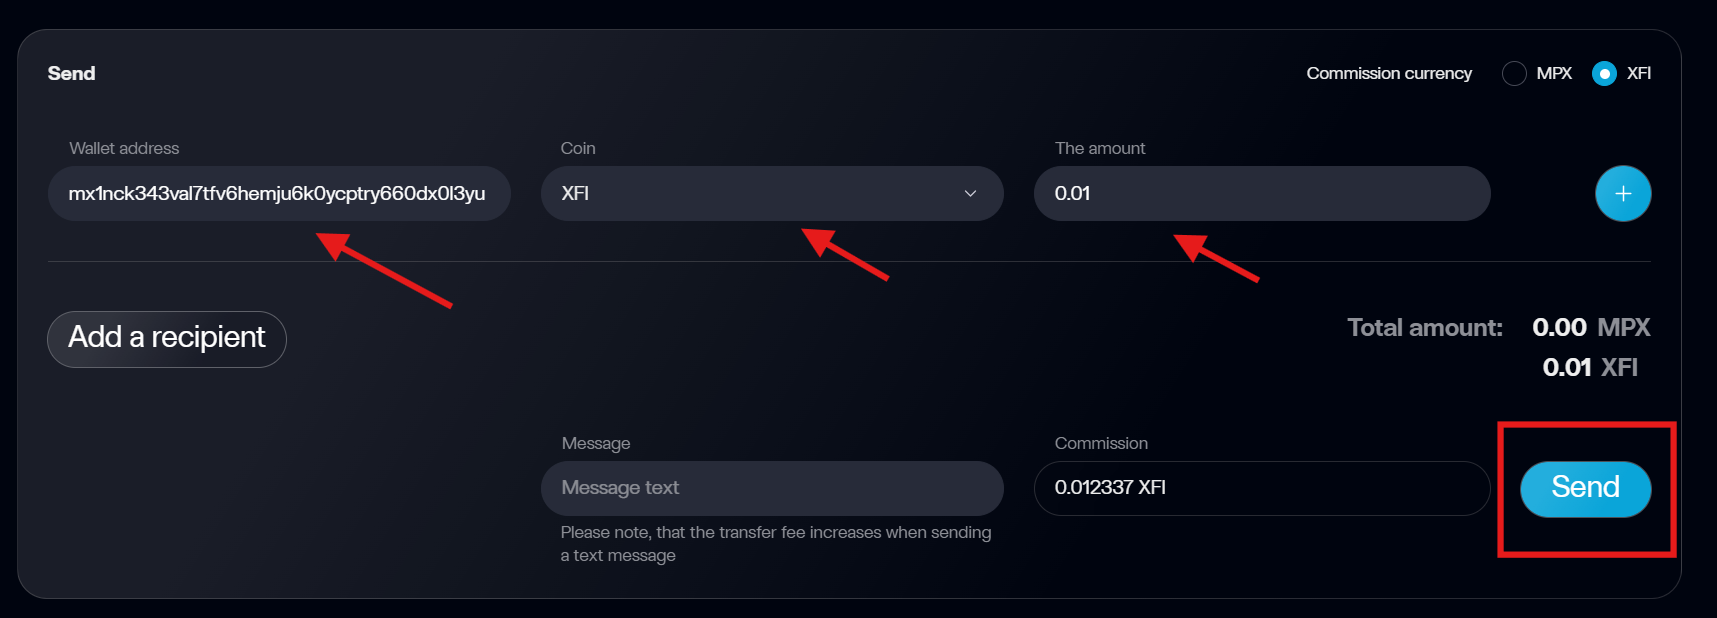 Send
Commission currency MPX XFI
Wallet address Coin The amount
mx1nck343val7tfv6hemju6k0ycptry660dx0l3yu XFI 0.01
Add a recipient
Total amount: 0.00 MPX
0.01 XFI
Message Commission
Message text 0.012337 XFI Send
Please note, that the transfer fee increases when sending
a text message